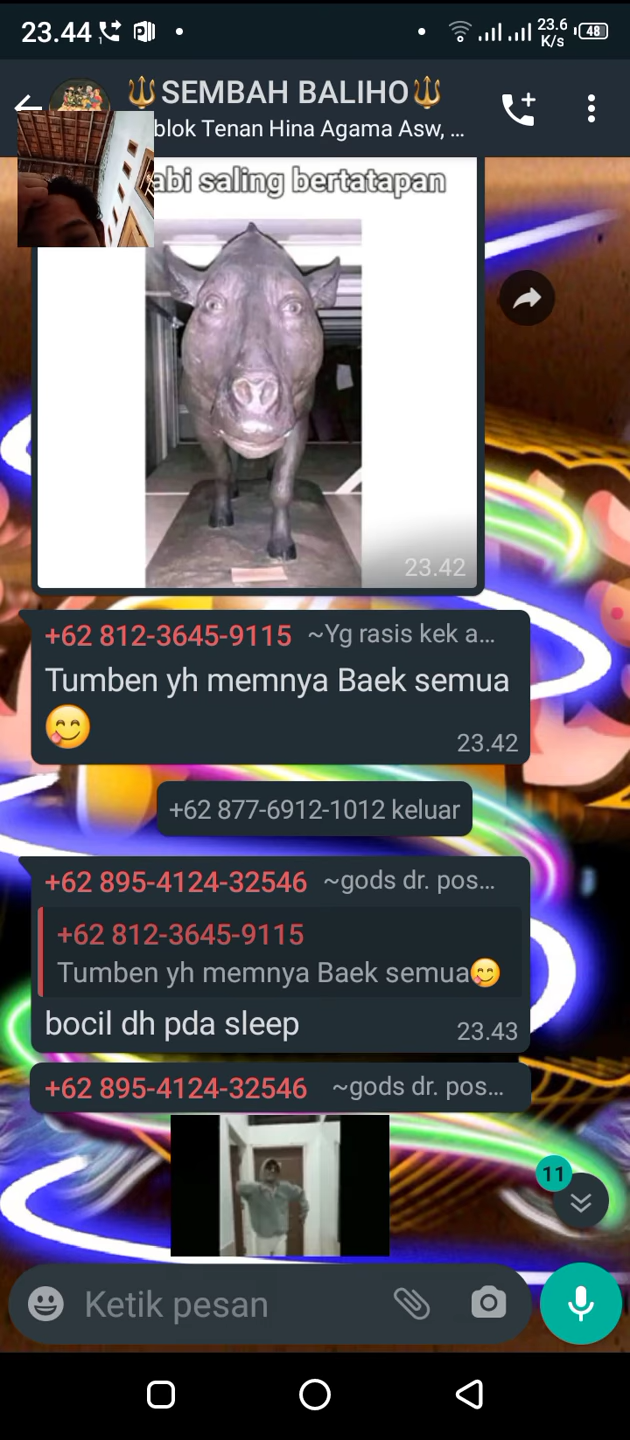 23.44
23.6
K/s
48
🔱SEMBAH BALIHO🔱
blok Tenan Hina Agama Asw, ...
abi saling bertatapan
23.42
+62 812-3645-9115 ~Yg rasis kek a...
Tumben yh memnya Baek semua
😋
23.42
+62 877-6912-1012 keluar
+62 895-4124-32546 ~gods dr. pos...
+62 812-3645-9115
Tumben yh memnya Baek semua😋
bocil dh pda sleep
23.43
+62 895-4124-32546 ~gods dr. pos...
11
Ketik pesan